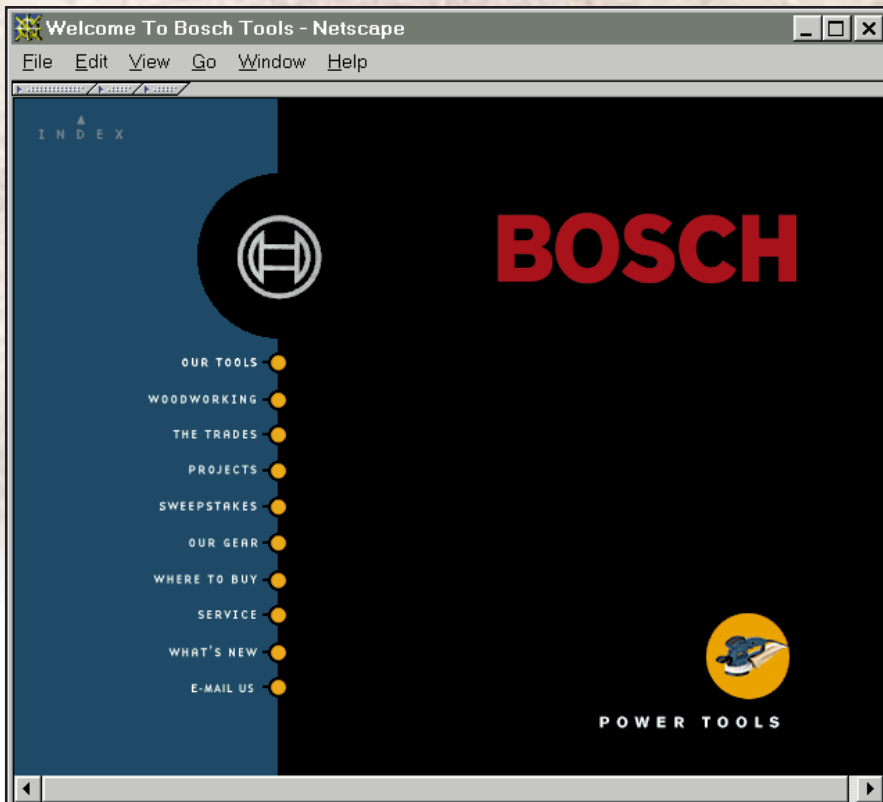 Welcome To Bosch Tools - Netscape
File Edit View Go Window Help
INDEX
BOSCH
OUR TOOLS
WOODWORKING
THE TRADES
PROJECTS
SWEEPSTAKES
OUR GEAR
WHERE TO BUY
SERVICE
WHAT'S NEW
E-MAIL US
POWER TOOLS